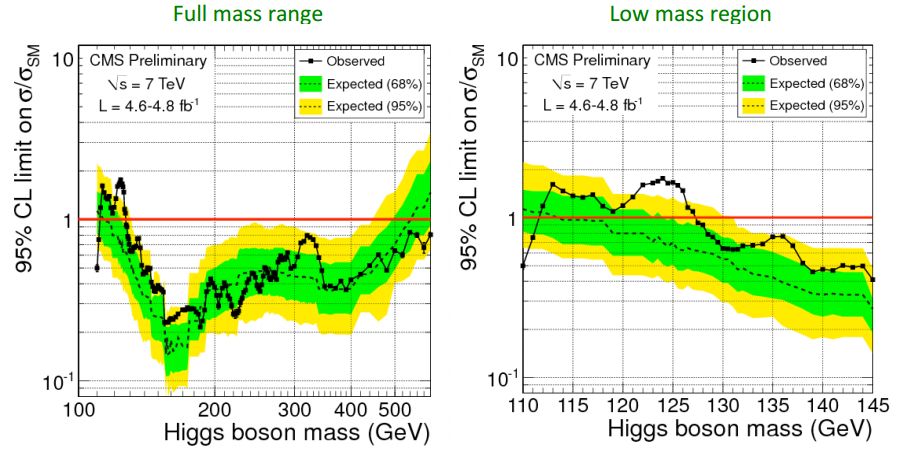 Full mass range
95% CL limit on σ/σSM
10
1
10⁻¹
CMS Preliminary
√s = 7 TeV
L = 4.6-4.8 fb⁻¹
Observed
Expected (68%)
Expected (95%)
100
200
300
400
500
Higgs boson mass (GeV)
Low mass region
95% CL limit on σ/σSM
10
1
10⁻¹
CMS Preliminary
√s = 7 TeV
L = 4.6-4.8 fb⁻¹
Observed
Expected (68%)
Expected (95%)
110
115
120
125
130
135
140
145
Higgs boson mass (GeV)